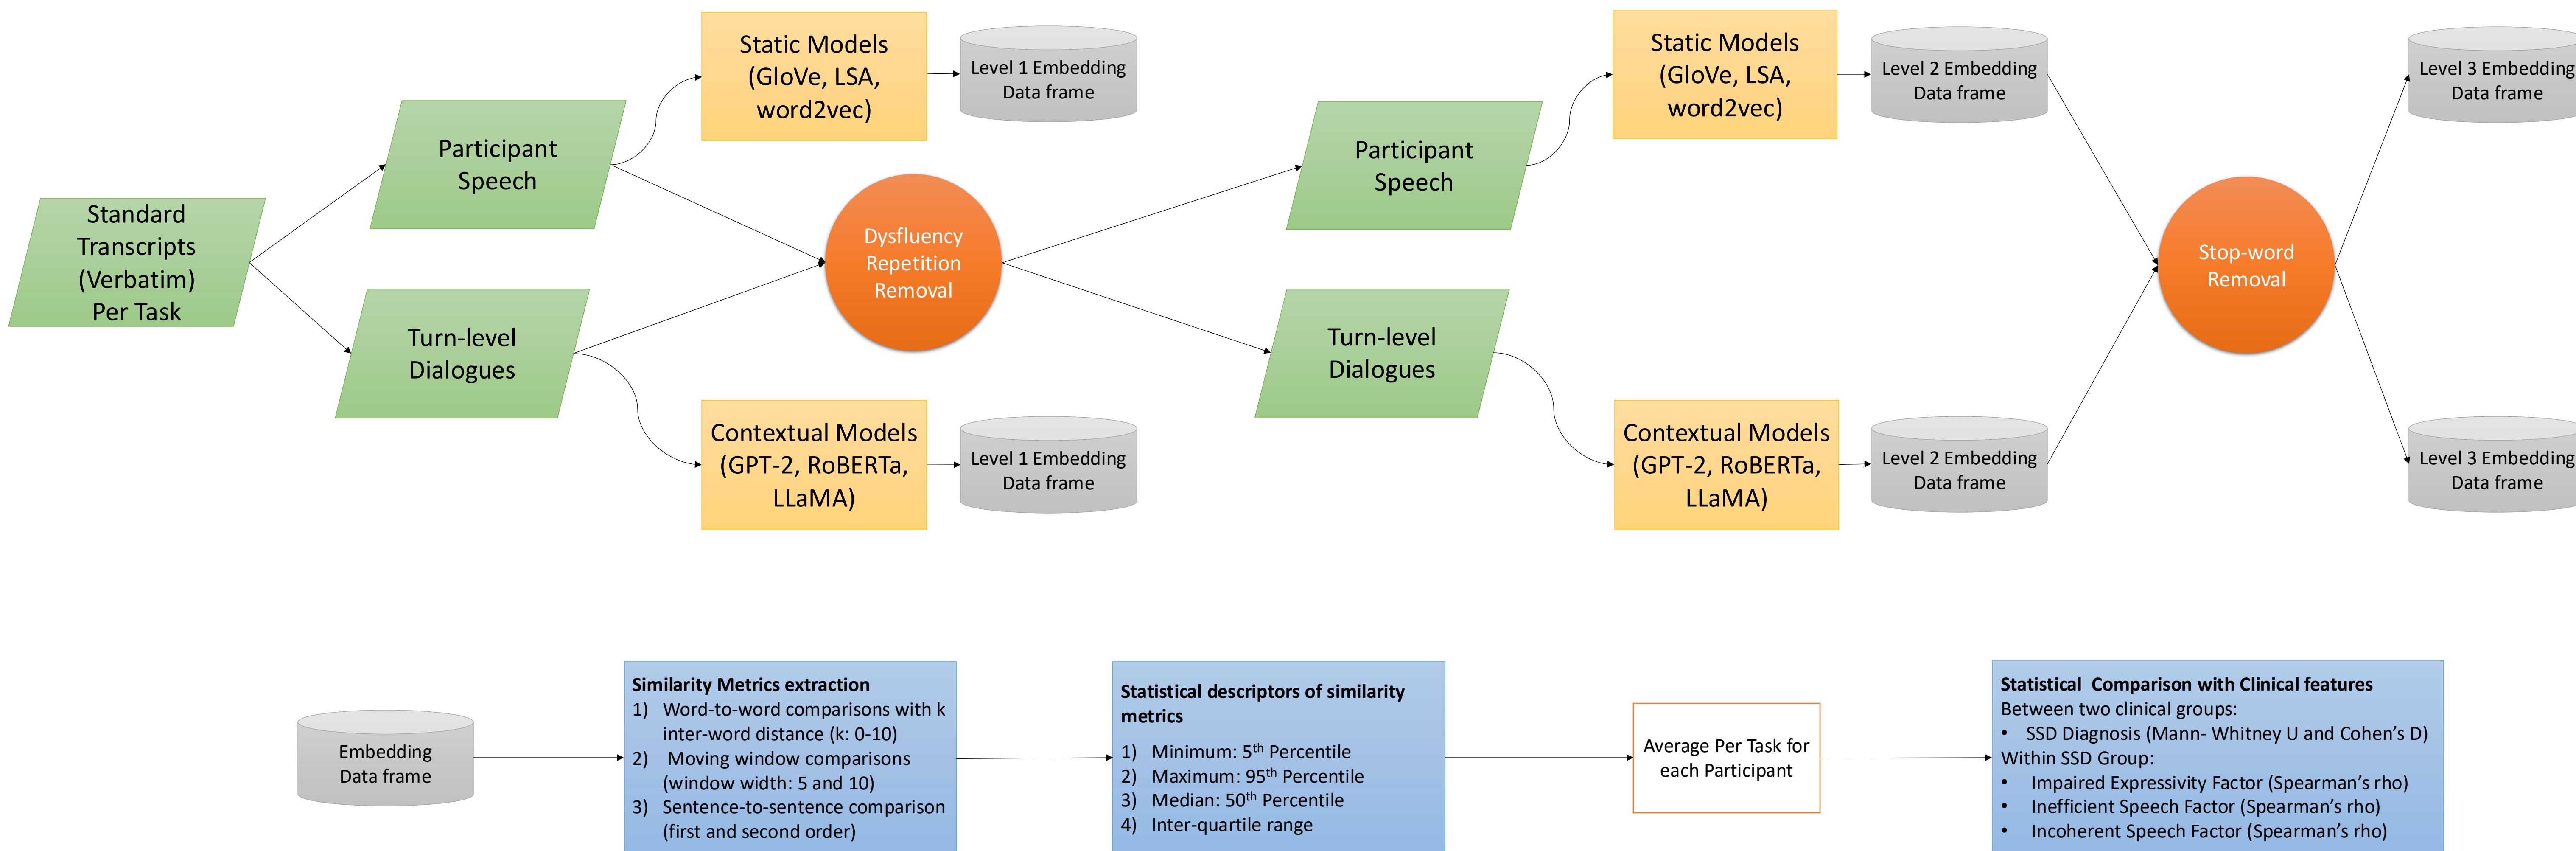 Standard
Transcripts
(Verbatim)
Per Task
Participant
Speech
Turn-level
Dialogues
Static Models
(GloVe, LSA,
word2vec)
Level 1 Embedding
Data frame
Contextual Models
(GPT-2, RoBERTa,
LLaMA)
Level 1 Embedding
Data frame
Dysfluency
Repetition
Removal
Participant
Speech
Turn-level
Dialogues
Static Models
(GloVe, LSA,
word2vec)
Level 2 Embedding
Data frame
Contextual Models
(GPT-2, RoBERTa,
LLaMA)
Level 2 Embedding
Data frame
Stop-word
Removal
Level 3 Embedding
Data frame
Level 3 Embedding
Data frame
Embedding
Data frame
Similarity Metrics extraction
1) Word-to-word comparisons with k
inter-word distance (k: 0-10)
2) Moving window comparisons
(window width: 5 and 10)
3) Sentence-to-sentence comparison
(first and second order)
Statistical descriptors of similarity
metrics
1) Minimum: 5th Percentile
2) Maximum: 95th Percentile
3) Median: 50th Percentile
4) Inter-quartile range
Average Per Task for
each Participant
Statistical Comparison with Clinical features
Between two clinical groups:
• SSD Diagnosis (Mann- Whitney U and Cohen's D)
Within SSD Group:
• Impaired Expressivity Factor (Spearman's rho)
• Inefficient Speech Factor (Spearman's rho)
• Incoherent Speech Factor (Spearman's rho)